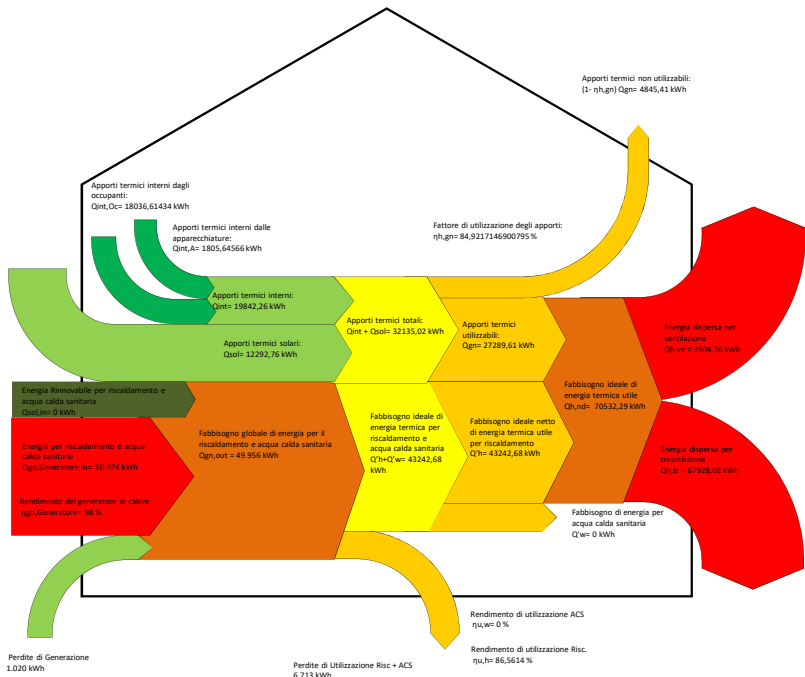 Apporti termici non utilizzabili:
(1- ηh,gn) Qgn= 4845,41 kWh
Apporti termici interni dagli
occupanti:
Qint,Oc= 18036,61434 kWh
Apporti termici interni dalle
apparecchiature:
Qint,A= 1805,64566 kWh
Fattore di utilizzazione degli apporti:
ηh,gn= 84,9217146900795 %
Apporti termici interni:
Qint= 19842,26 kWh
Apporti termici totali:
Qint + Qsol= 32135,02 kWh
Apporti termici solari:
Qsol= 12292,76 kWh
Apporti termici
utilizzabili:
Qgn= 27289,61 kWh
Energia dispersa per
ventilazione
Qh,ve = 2604,26 kWh
Energia Rinnovabile per riscaldamento e
acqua calda sanitaria
Qsol,in= 0 kWh
Fabbisogno ideale di
energia termica utile
Qh,nd= 70532,29 kWh
Energia per riscaldamento e acqua
calda sanitaria
Qgn,Generatore,in= 50.976 kWh
Rendimento del generatore di calore
ηgn,Generatore= 98 %
Fabbisogno globale di energia per il
riscaldamento e acqua calda sanitaria
Qgn,out = 49.956 kWh
Fabbisogno ideale di
energia termica per
riscaldamento e
acqua calda sanitaria
Q'h+Q'w= 43242,68
kWh
Fabbisogno ideale netto di
energia termica utile
per riscaldamento
Q'h= 43242,68 kWh
Energia dispersa per
trasmissione
Qh,tr = 67928,02 kWh
Fabbisogno di energia per
acqua calda sanitaria
Q'w= 0 kWh
Rendimento di utilizzazione ACS
ηu,w= 0 %
Rendimento di utilizzazione Risc.
ηu,h= 86,5614 %
Perdite di Generazione
1.020 kWh
Perdite di Utilizzazione Risc + ACS
6.713 kWh